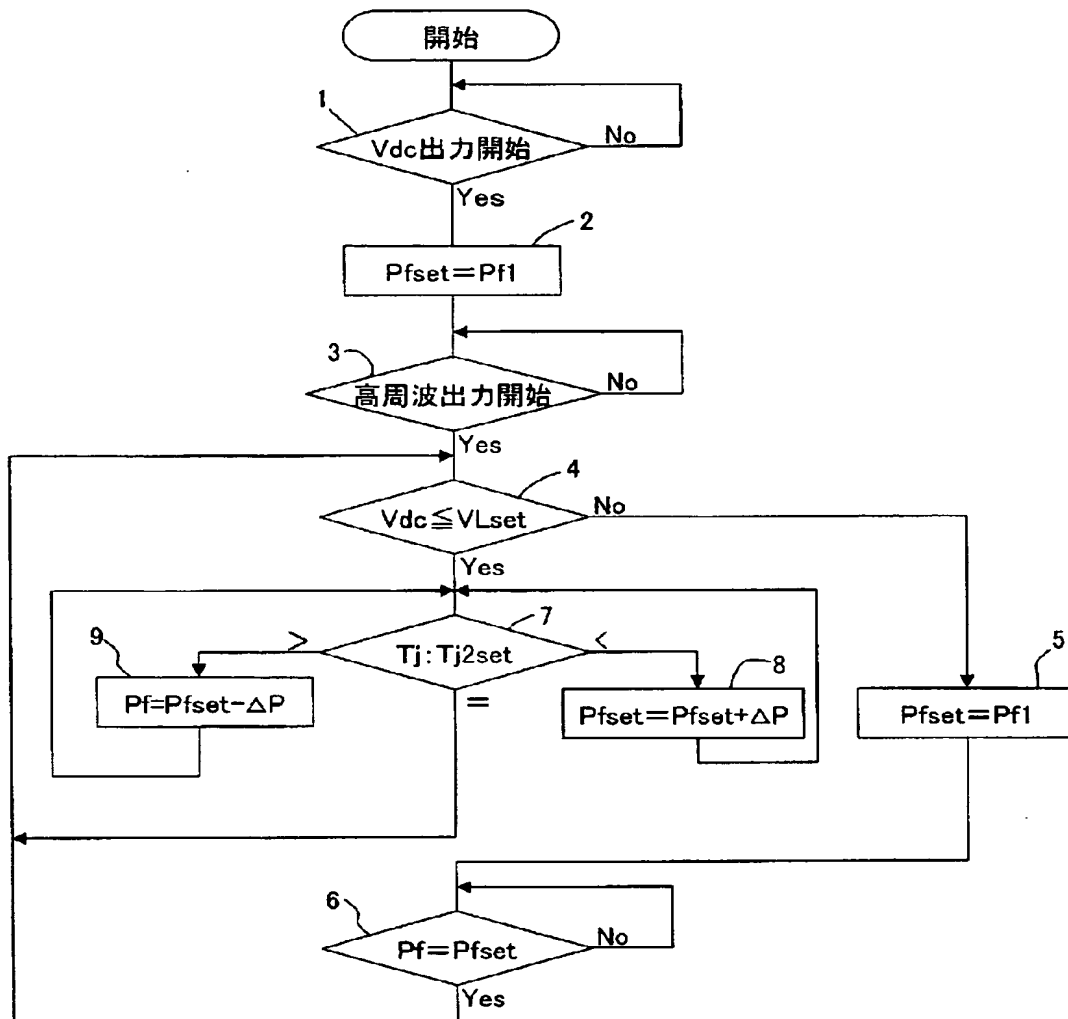 開始
1
Vdc出力開始
No
Yes
2
Pfset=Pf1
3
高周波出力開始
No
Yes
4
Vdc≦VLset
No
Yes
7
>
Tj:Tj2set
<
=
9
Pf=Pfset-△P
8
Pfset=Pfset+△P
5
Pfset=Pf1
6
Pf=Pfset
No
Yes